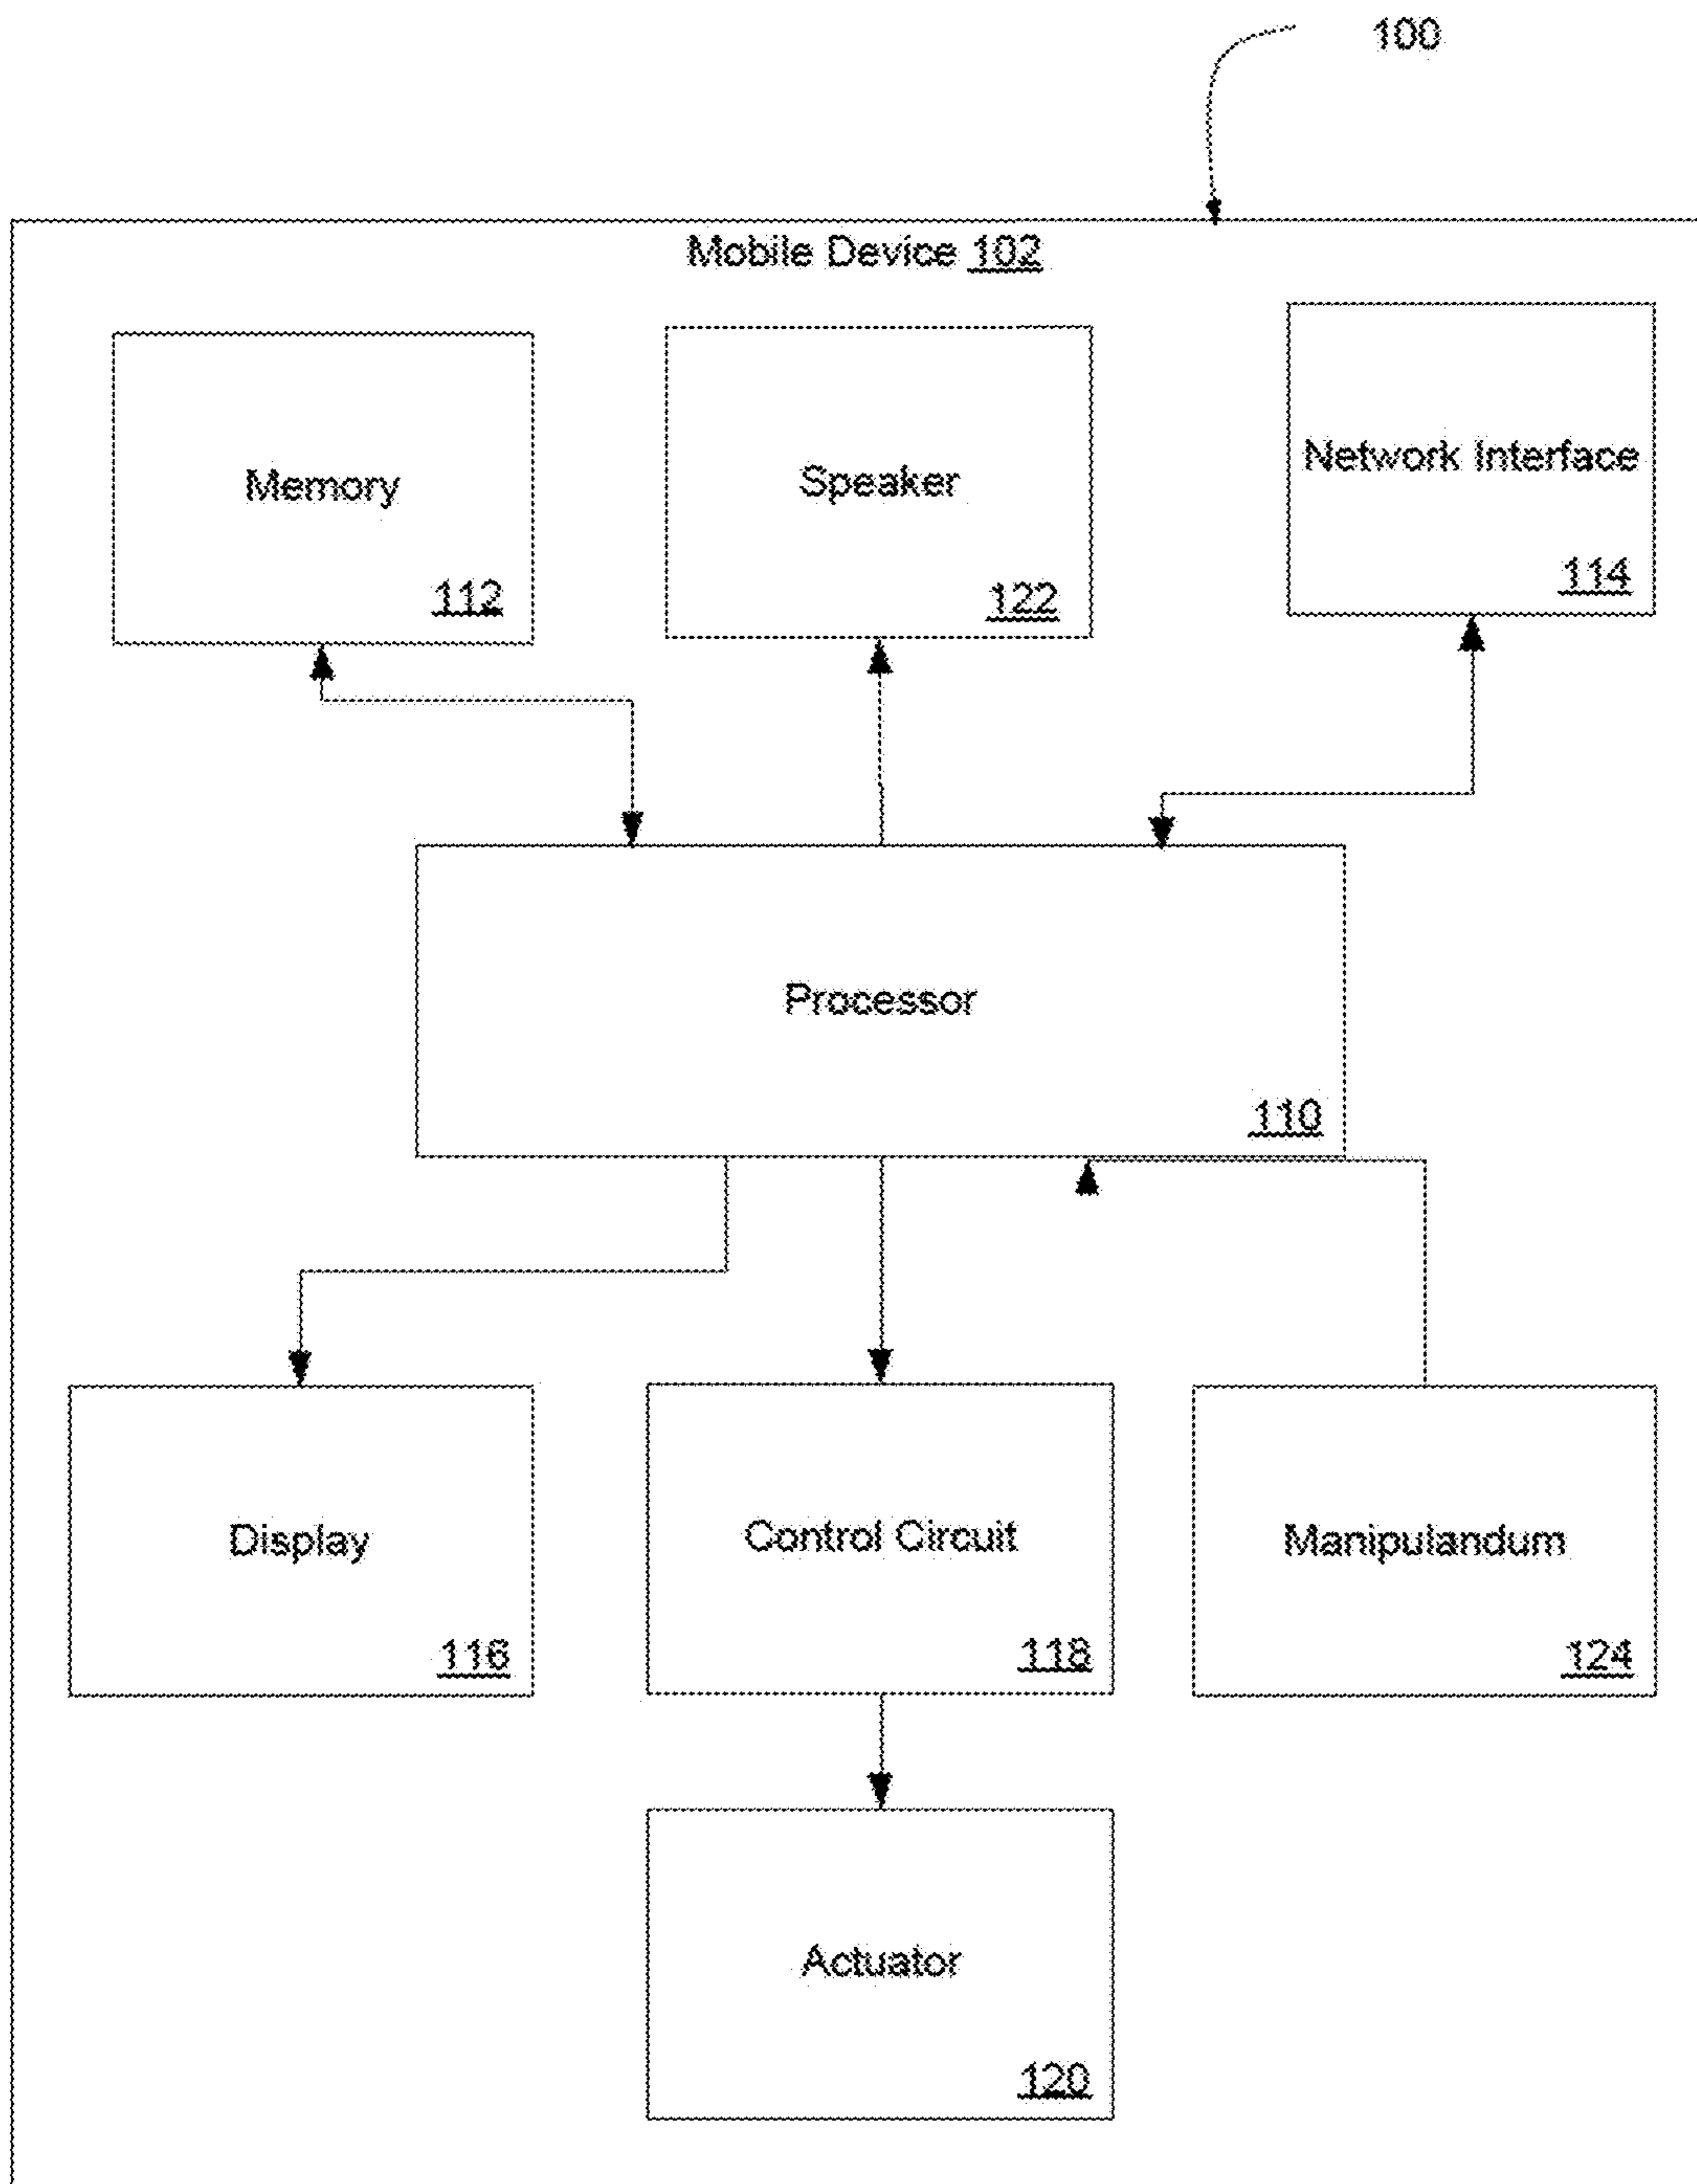 100
Mobile Device 102
Memory
112
Speaker
122
Network Interface
114
Processor
110
Display
116
Control Circuit
118
Manipulandum
124
Actuator
120